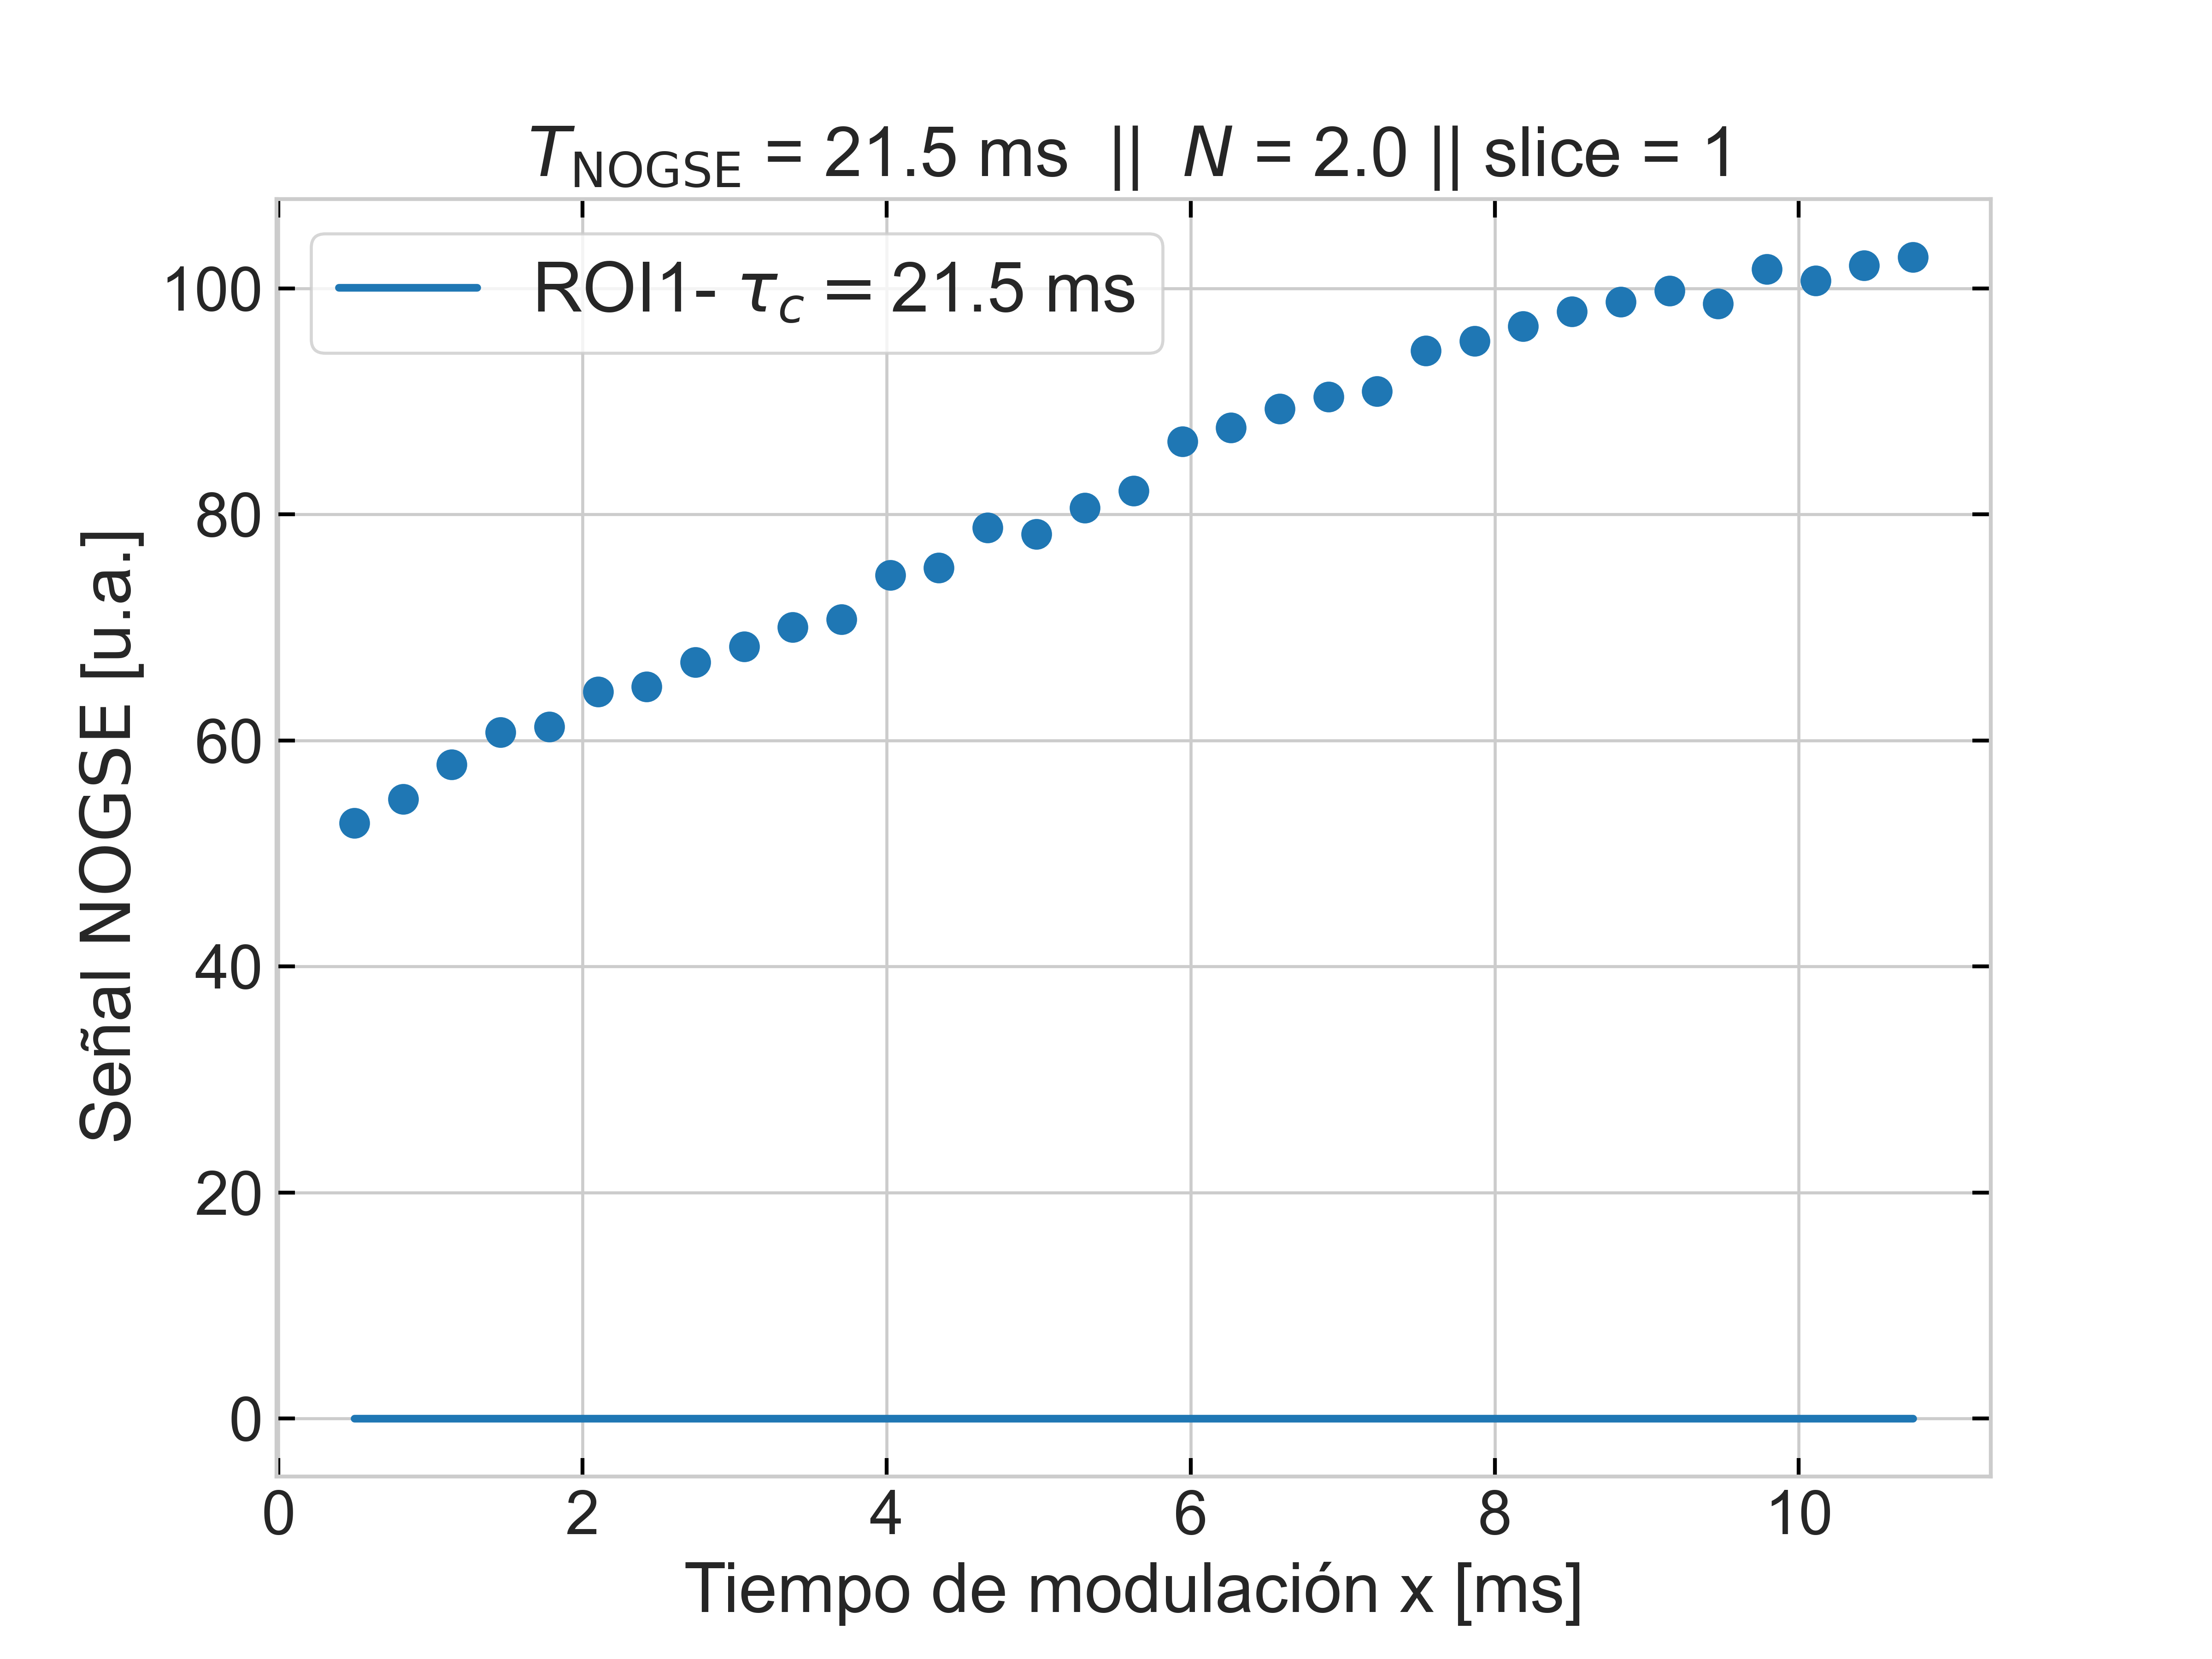 T_NOGSE = 21.5 ms || N = 2.0 || slice = 1
ROI1- τ_c = 21.5 ms
Señal NOGSE [u.a.]
100
80
60
40
20
0
0 2 4 6 8 10
Tiempo de modulación x [ms]